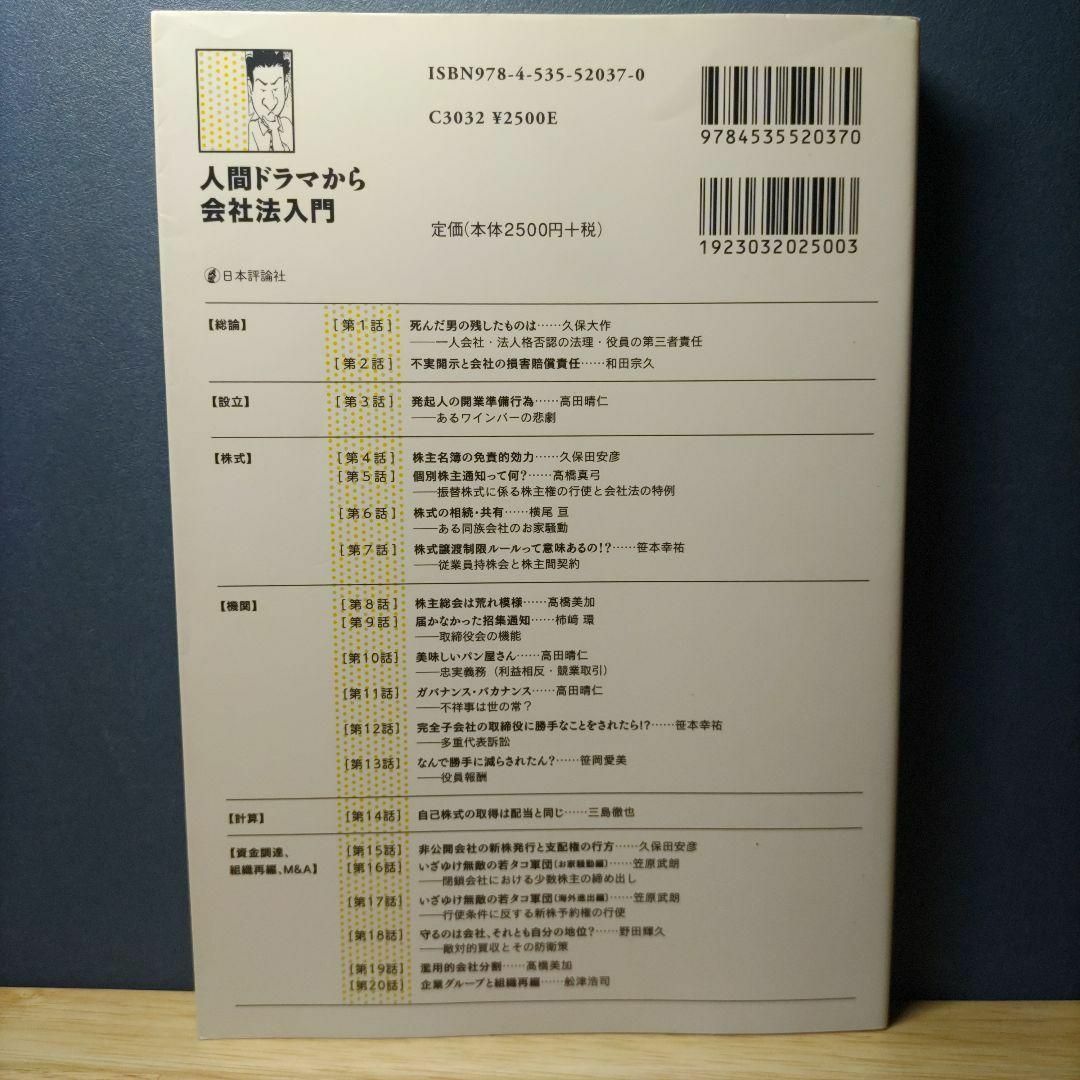 ISBN978-4-535-52037-0
C3032 ¥2500E
9784535520370
人間ドラマから
会社法入門
定価(本体2500円+税)
1923032025003
日本評論社
【総論】 [第1話] 死んだ男の残したものは……久保大作
——一人会社・法人格否認の法理・役員の第三者責任
[第2話] 不実開示と会社の損害賠償責任……和田宗久
【設立】 [第3話] 発起人の開業準備行為……高田晴仁
——あるワインバーの悲劇
【株式】 [第4話] 株主名簿の免責的効力……久保田安彦
[第5話] 個別株主通知って何?……高橋真弓
——振替株式に係る株主権の行使と会社法の特例
[第6話] 株式の相続・共有……横尾 亘
——ある同族会社のお家騒動
[第7話] 株式譲渡制限ルールって意味あるの!?……笹本幸祐
——従業員持株会と株主間契約
【機関】 [第8話] 株主総会は荒れ模様……髙橋美加
[第9話] 届かなかった招集通知……柿﨑 環
——取締役会の機能
[第10話] 美味しいパン屋さん……高田晴仁
——忠実義務(利益相反・競業取引)
[第11話] ガバナンス・バカナンス……高田晴仁
——不祥事は世の常?
[第12話] 完全子会社の取締役に勝手なことをされたら!?……笹本幸祐
——多重代表訴訟
[第13話] なんで勝手に減らされたん?……笹岡愛美
——役員報酬
【計算】 [第14話] 自己株式の取得は配当と同じ……三島徹也
【資金調達、 [第15話] 非公開会社の新株発行と支配権の行方……久保田安彦
組織再編、M&A】 [第16話] いざゆけ無敵の若タコ軍団[お家騒動編]……笠原武朗
——閉鎖会社における少数株主の締め出し
[第17話] いざゆけ無敵の若タコ軍団[海外進出編]……笠原武朗
——行使条件に反する新株予約権の行使
[第18話] 守るのは会社、それとも自分の地位?……野田輝久
——敵対的買収とその防衛策
[第19話] 濫用的会社分割……髙橋美加
[第20話] 企業グループと組織再編……舩津浩司